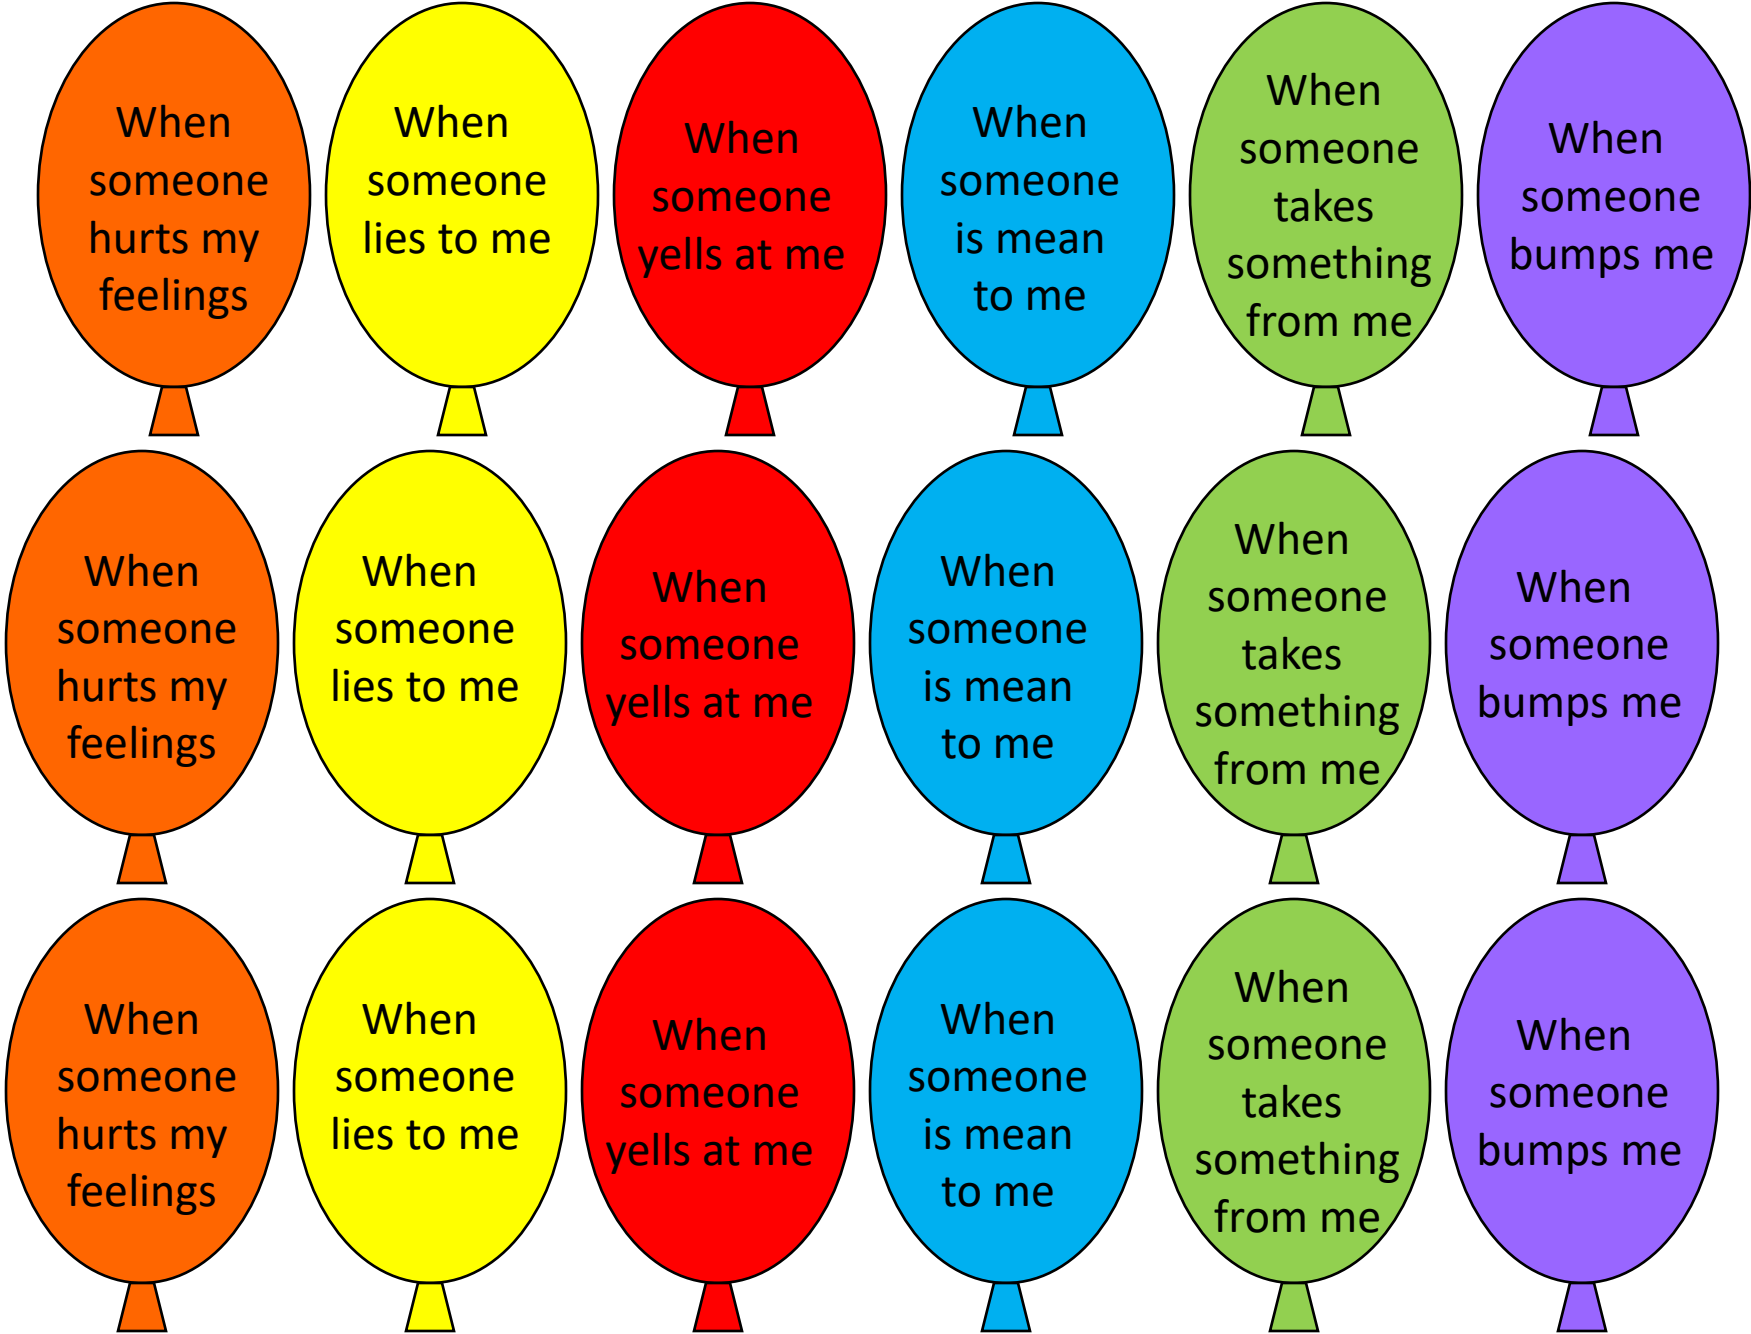 When
someone
hurts my
feelings
When
someone
lies to me
When
someone
yells at me
When
someone
is mean
to me
When
someone
takes
something
from me
When
someone
bumps me
When
someone
hurts my
feelings
When
someone
lies to me
When
someone
yells at me
When
someone
is mean
to me
When
someone
takes
something
from me
When
someone
bumps me
When
someone
hurts my
feelings
When
someone
lies to me
When
someone
yells at me
When
someone
is mean
to me
When
someone
takes
something
from me
When
someone
bumps me